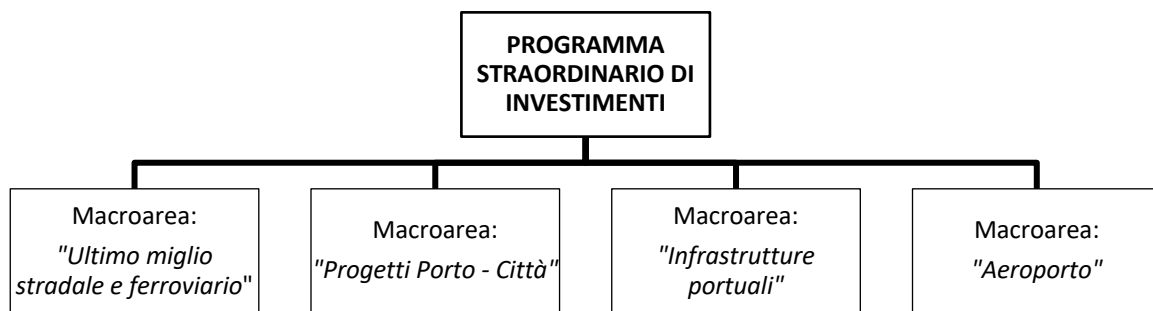 PROGRAMMA
STRAORDINARIO DI
INVESTIMENTI
Macroarea:
"Ultimo miglio
stradale e ferroviario"
Macroarea:
"Progetti Porto - Città"
Macroarea:
"Infrastrutture
portuali"
Macroarea:
"Aeroporto"